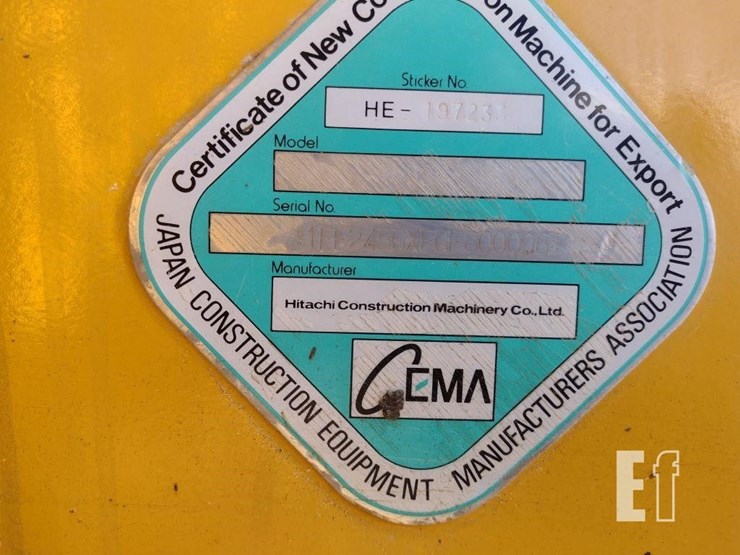 Certificate of New Co on Machine for Export
Sticker No.
HE-
Model
Serial No.
Manufacturer
Hitachi Construction Machinery Co., Ltd.
CEMA
JAPAN CONSTRUCTION EQUIPMENT MANUFACTURERS ASSOCIATION
Ef